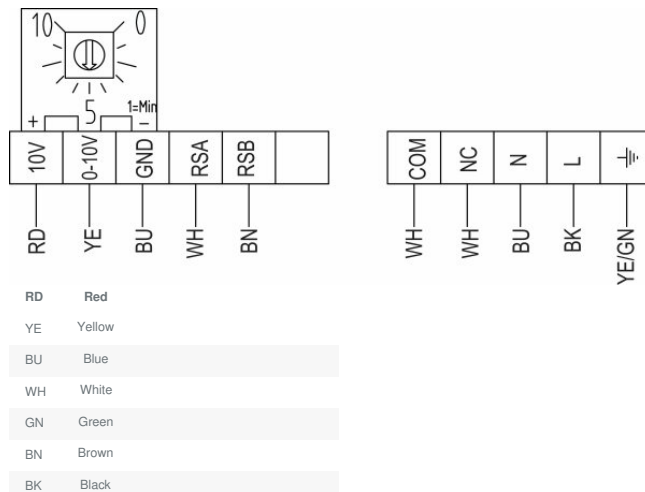 10 0
5 1=Min
+ −
10V 0-10V GND RSA RSB COM NC N L
RD YE BU WH BN WH WH BU BK YE/GN
RD Red
YE Yellow
BU Blue
WH White
GN Green
BN Brown
BK Black